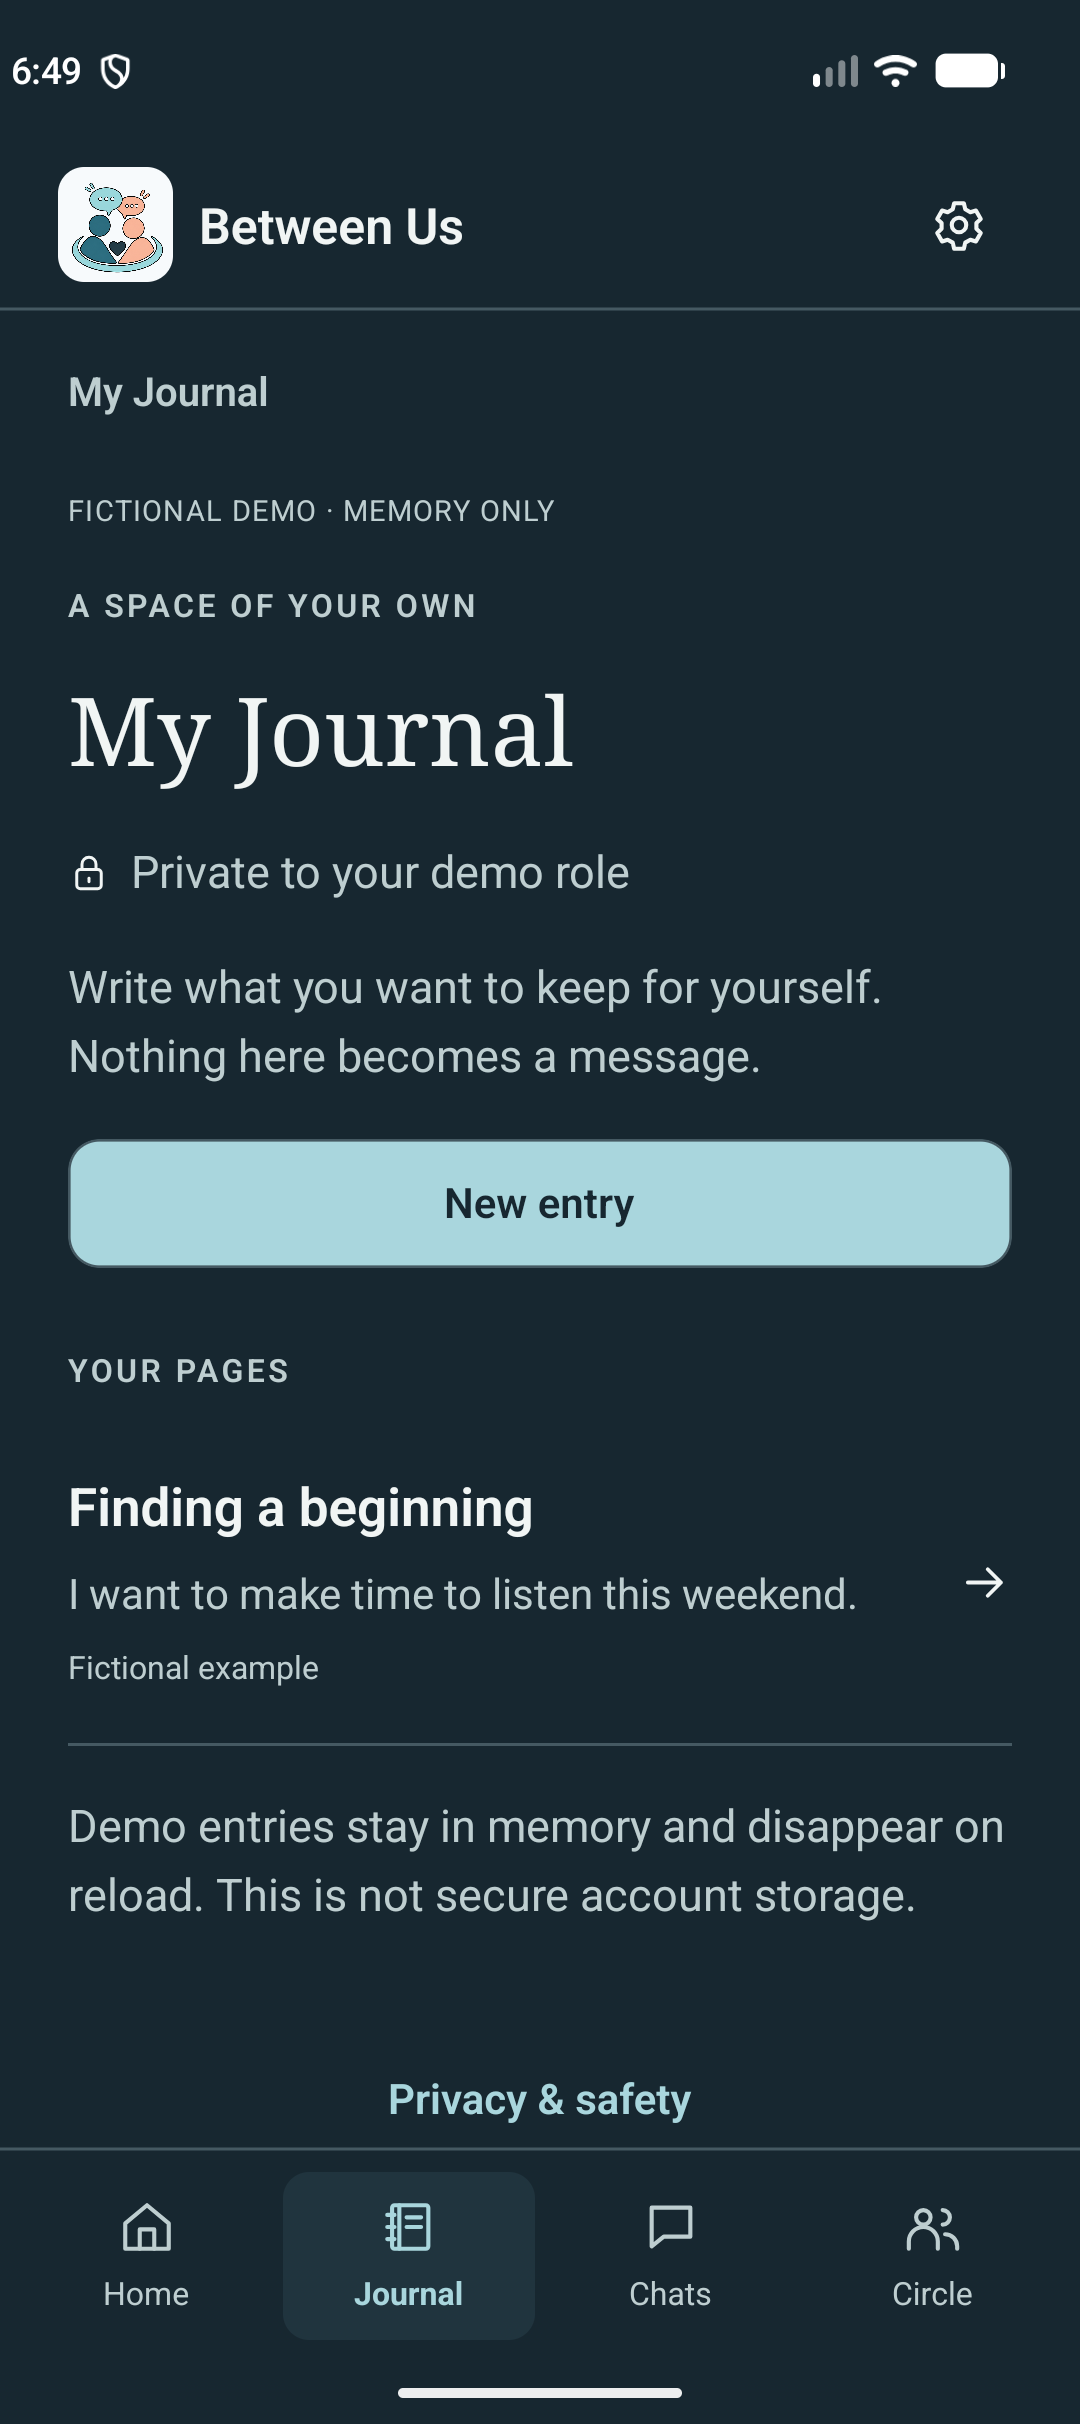 6:49
Between Us
My Journal
FICTIONAL DEMO · MEMORY ONLY
A SPACE OF YOUR OWN
My Journal
Private to your demo role
Write what you want to keep for yourself.
Nothing here becomes a message.
New entry
YOUR PAGES
Finding a beginning
I want to make time to listen this weekend.
Fictional example
Demo entries stay in memory and disappear on
reload. This is not secure account storage.
Privacy & safety
Home
Journal
Chats
Circle